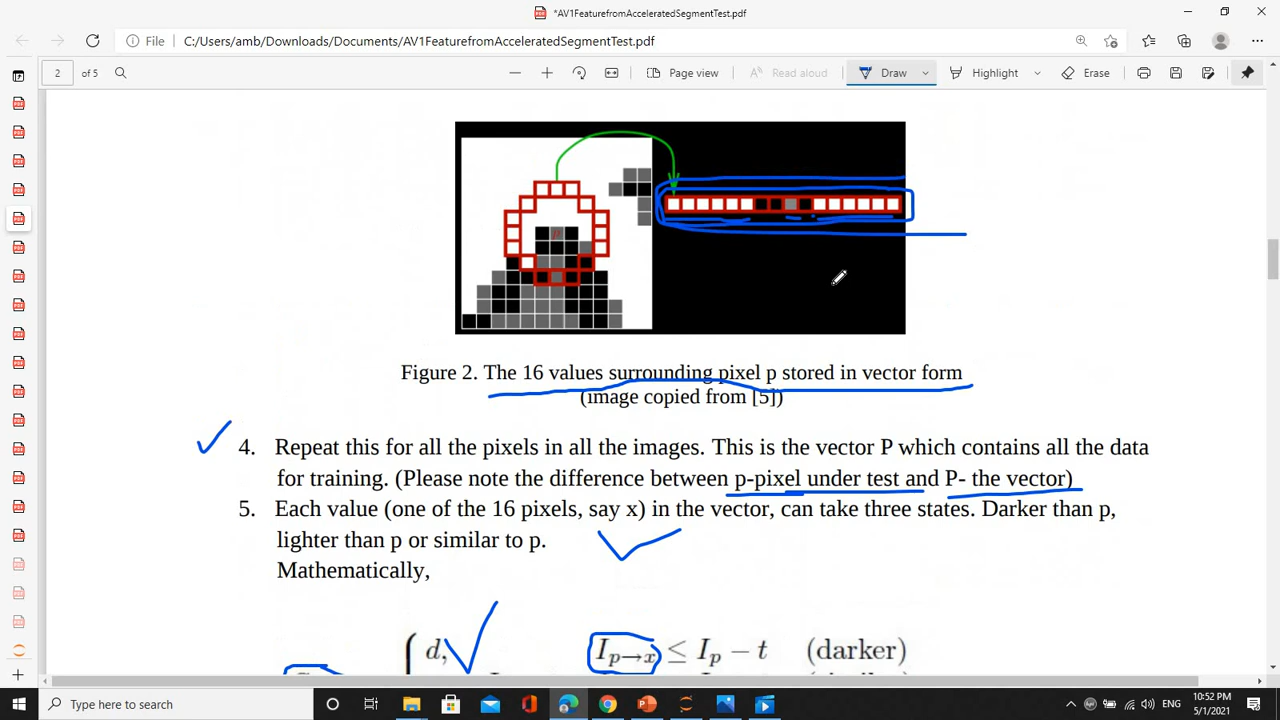 *AV1FeaturefromAcceleratedSegmentTest.pdf
File C:/Users/amb/Downloads/Documents/AV1FeaturefromAcceleratedSegmentTest.pdf
2 of 5 Page view Read aloud Draw Highlight Erase
p
Figure 2. The 16 values surrounding pixel p stored in vector form
(image copied from [5])
4. Repeat this for all the pixels in all the images. This is the vector P which contains all the data
for training. (Please note the difference between p-pixel under test and P- the vector)
5. Each value (one of the 16 pixels, say x) in the vector, can take three states. Darker than p,
lighter than p or similar to p.
Mathematically,
d, I_{p→x} ≤ I_p − t (darker)
Type here to search
ENG
10:52 PM
5/1/2021